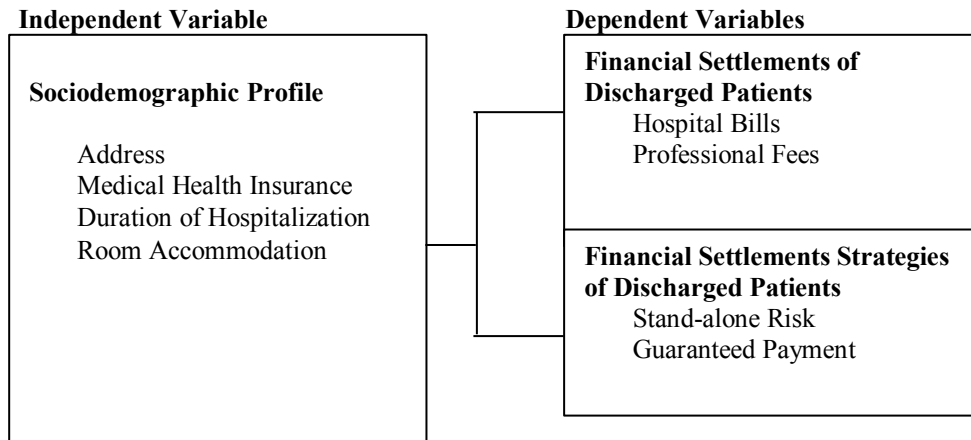 Independent Variable
Sociodemographic Profile
Address
Medical Health Insurance
Duration of Hospitalization
Room Accommodation
Dependent Variables
Financial Settlements of
Discharged Patients
Hospital Bills
Professional Fees
Financial Settlements Strategies
of Discharged Patients
Stand-alone Risk
Guaranteed Payment